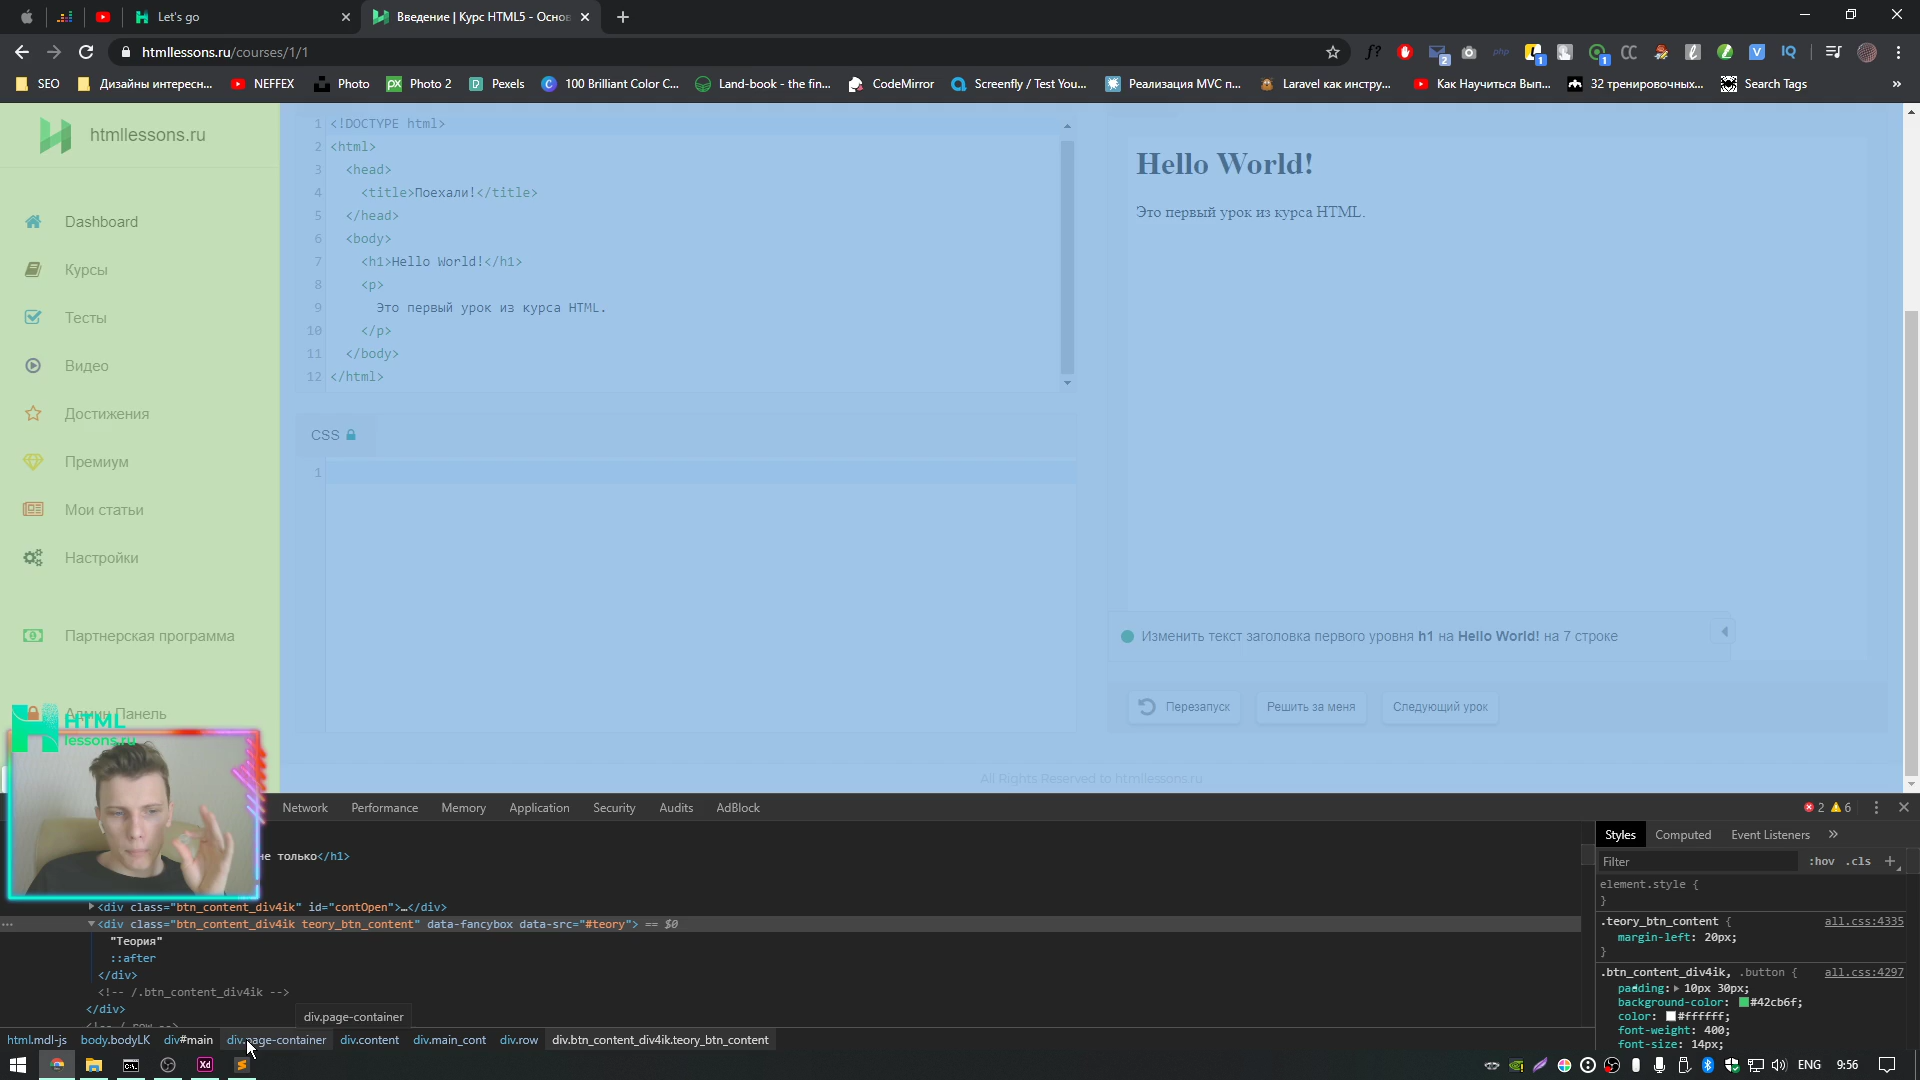 Let's go
Введение | Курс HTML5 - Основ
htmllessons.ru/courses/1/1
SEO
Дизайны интересн...
NEFFEX
Photo
Photo 2
Pexels
100 Brilliant Color C...
Land-book - the fin...
CodeMirror
Screenfly / Test You...
Реализация MVC п...
Laravel как инстру...
Как Научиться Вып...
32 тренировочных...
Search Tags
»
htmllessons.ru
Dashboard
Курсы
Тесты
Видео
Достижения
Премиум
Мои статьи
Настройки
Партнерская программа
Админ Панель
HTML
lessons.ru
1 <!DOCTYPE html>
2 <html>
3 <head>
4 <title>Поехали!</title>
5 </head>
6 <body>
7 <h1>Hello World!</h1>
8 <p>
9 Это первый урок из курса HTML.
10 </p>
11 </body>
12 </html>
CSS
1
Hello World!
Это первый урок из курса HTML.
Изменить текст заголовка первого уровня h1 на Hello World! на 7 строке
Перезапуск
Решить за меня
Следующий урок
All Rights Reserved to htmllessons.ru
Network
Performance
Memory
Application
Security
Audits
AdBlock
2
6
не только</h1>
<div class="btn_content_div4ik" id="contOpen">…</div>
<div class="btn_content_div4ik teory_btn_content" data-fancybox data-src="#teory"> == $0
"Теория"
::after
</div>
<!-- /.btn_content_div4ik -->
</div>
div.page-container
html.mdl-js
body.bodyLK
div#main
div.page-container
div.content
div.main_cont
div.row
div.btn_content_div4ik.teory_btn_content
Styles
Computed
Event Listeners
»
Filter
:hov
.cls
element.style {
}
.teory_btn_content {
all.css:4335
margin-left: 20px;
}
.btn_content_div4ik, .button {
all.css:4297
padding: 10px 30px;
background-color: #42cb6f;
color: #ffffff;
font-weight: 400;
font-size: 14px;
Xd
ENG
9:56